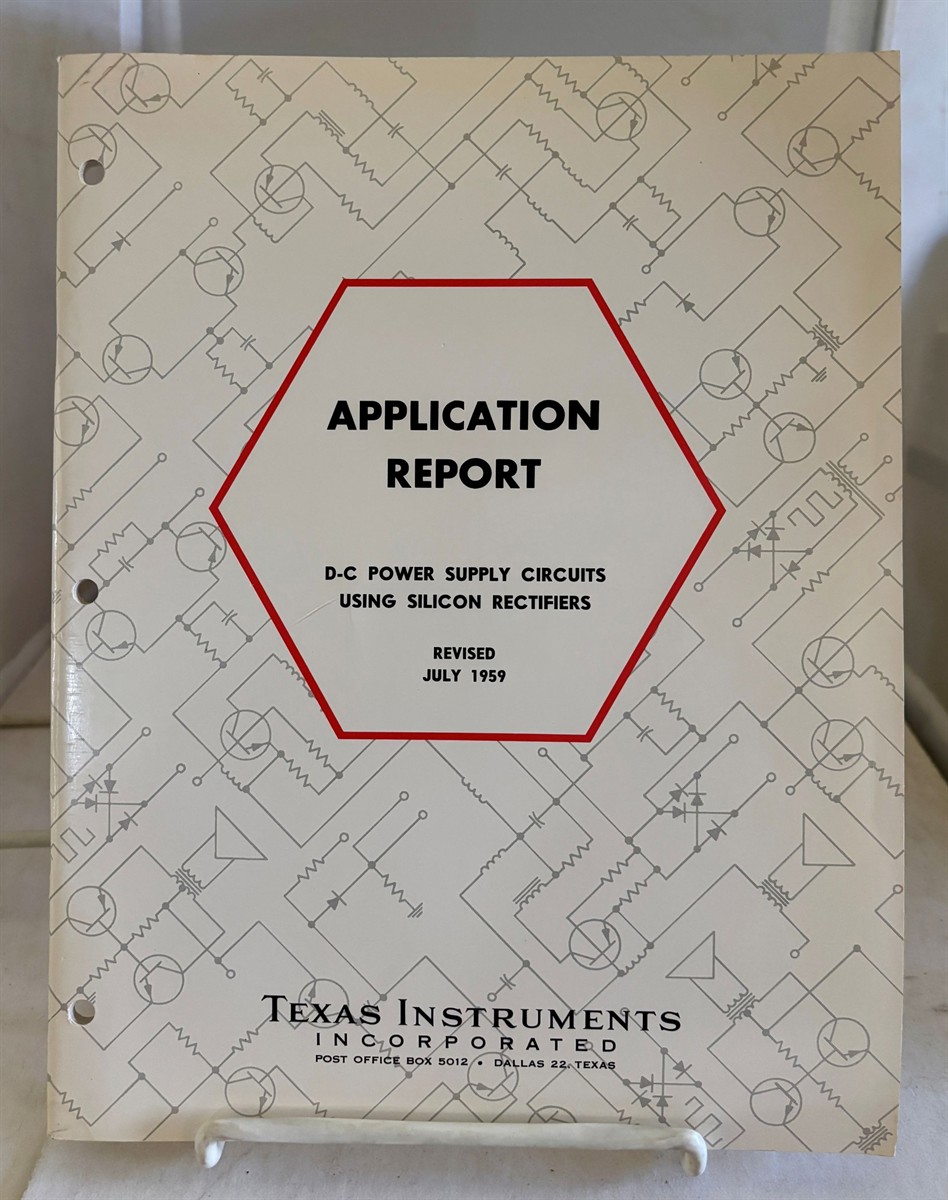 APPLICATION
REPORT
D-C POWER SUPPLY CIRCUITS
USING SILICON RECTIFIERS
REVISED
JULY 1959
TEXAS INSTRUMENTS
INCORPORATED
POST OFFICE BOX 5012 • DALLAS 22, TEXAS